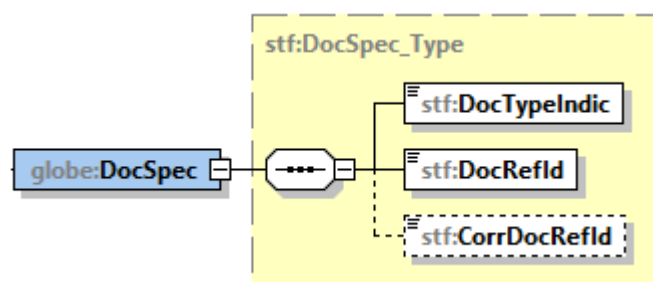 stf:DocSpec_Type
stf:DocTypeIndic
globe:DocSpec
stf:DocRefId
stf:CorrDocRefId